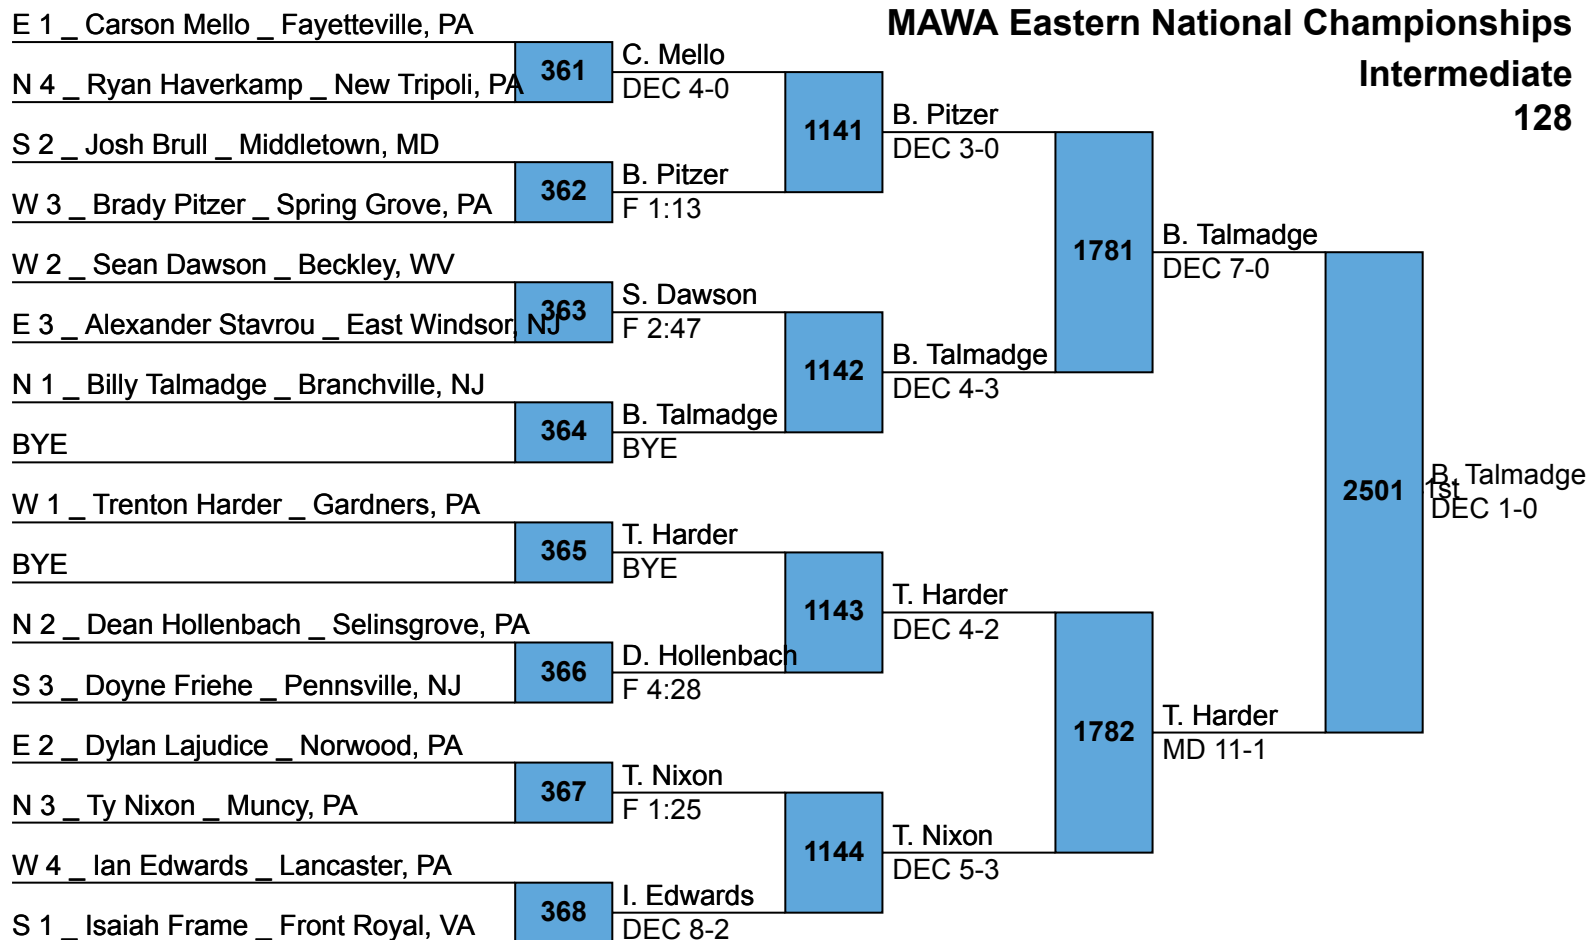 MAWA Eastern National Championships
Intermediate
128
E 1 _ Carson Mello _ Fayetteville, PA
N 4 _ Ryan Haverkamp _ New Tripoli, PA
361
C. Mello
DEC 4-0
S 2 _ Josh Brull _ Middletown, MD
W 3 _ Brady Pitzer _ Spring Grove, PA
362
B. Pitzer
F 1:13
1141
B. Pitzer
DEC 3-0
W 2 _ Sean Dawson _ Beckley, WV
E 3 _ Alexander Stavrou _ East Windsor, NJ
363
S. Dawson
F 2:47
N 1 _ Billy Talmadge _ Branchville, NJ
BYE
364
B. Talmadge
BYE
1142
B. Talmadge
DEC 4-3
1781
B. Talmadge
DEC 7-0
W 1 _ Trenton Harder _ Gardners, PA
BYE
365
T. Harder
BYE
N 2 _ Dean Hollenbach _ Selinsgrove, PA
S 3 _ Doyne Friehe _ Pennsville, NJ
366
D. Hollenbach
F 4:28
1143
T. Harder
DEC 4-2
E 2 _ Dylan Lajudice _ Norwood, PA
N 3 _ Ty Nixon _ Muncy, PA
367
T. Nixon
F 1:25
W 4 _ Ian Edwards _ Lancaster, PA
S 1 _ Isaiah Frame _ Front Royal, VA
368
I. Edwards
DEC 8-2
1144
T. Nixon
DEC 5-3
1782
T. Harder
MD 11-1
2501
B. Talmadge
1st
DEC 1-0